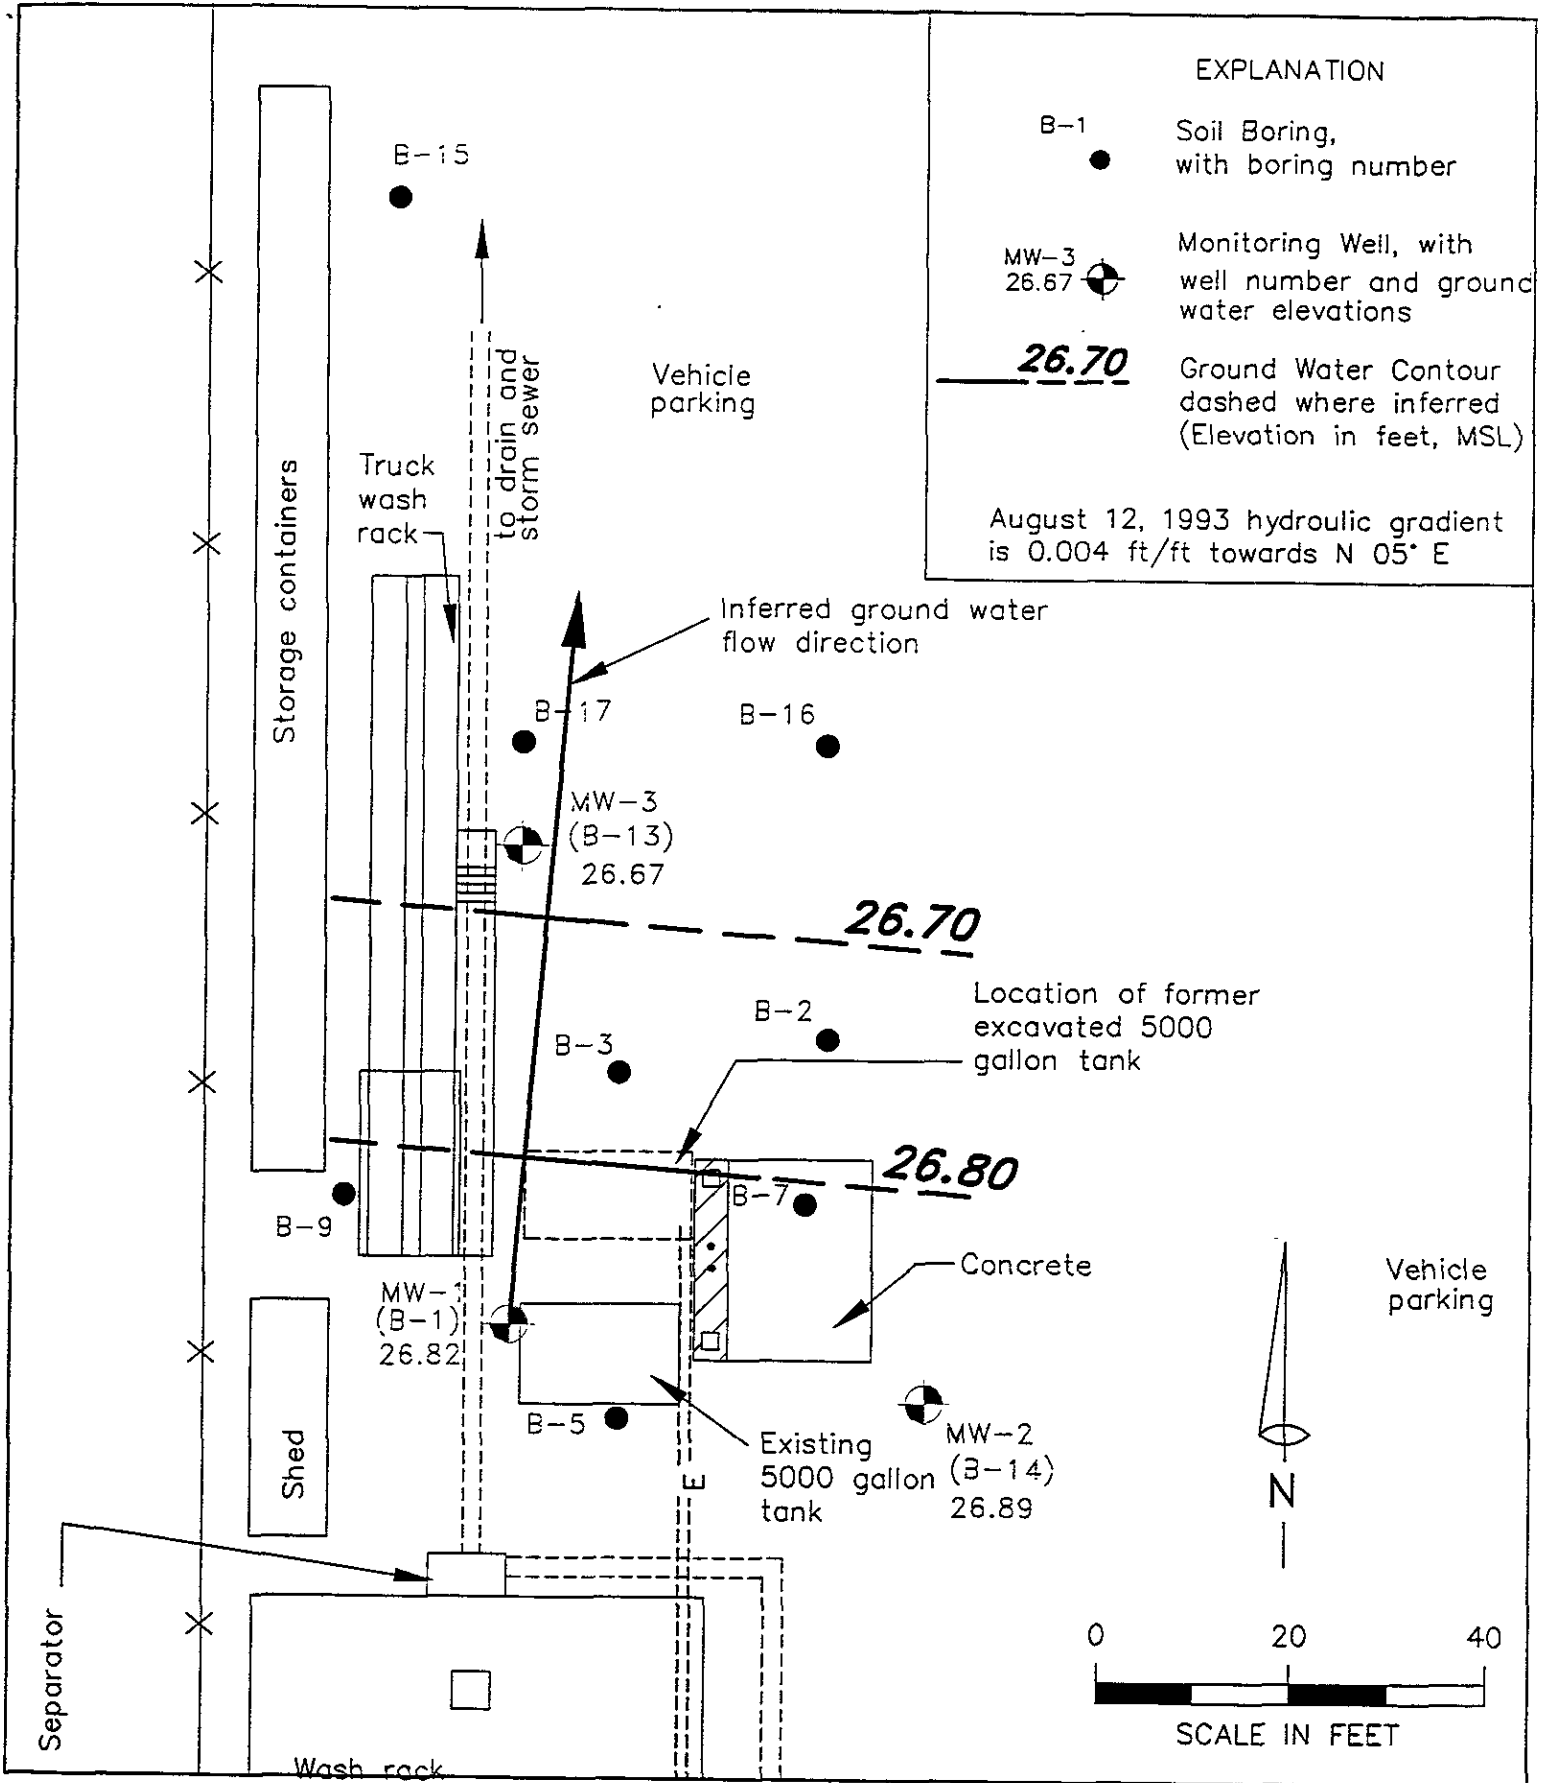 EXPLANATION
B-1
Soil Boring,
with boring number
MW-3
26.67
Monitoring Well, with
well number and ground
water elevations
26.70
Ground Water Contour
dashed where inferred
(Elevation in feet, MSL)
August 12, 1993 hydroulic gradient
is 0.004 ft/ft towards N 05° E
B-15
to drain and
storm sewer
Vehicle
parking
Truck
wash
rack
Storage containers
Inferred ground water
flow direction
B-17
B-16
MW-3
(B-13)
26.67
26.70
Location of former
excavated 5000
gallon tank
B-2
B-3
26.80
B-7
B-9
Concrete
Vehicle
parking
MW-1
(B-1)
26.82
B-5
Existing
5000 gallon
tank
MW-2
(B-14)
26.89
E
Shed
N
Separator
0 20 40
SCALE IN FEET
Wash rack